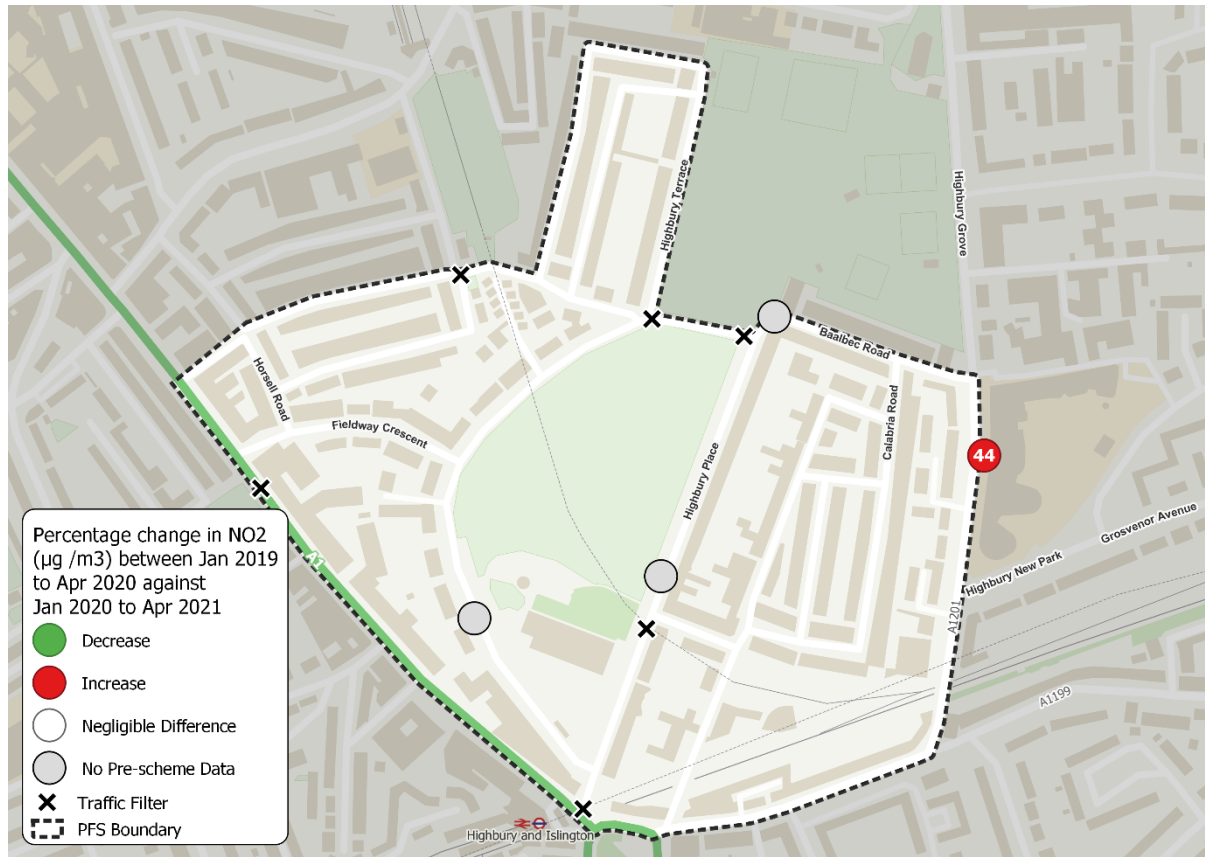 Highbury Terrace
Highbury Grove
Baalbec Road
Horsell Road
Calabria Road
Fieldway Crescent
44
Highbury Place
Grosvenor Avenue
Highbury New Park
A1
A1201
A1199
Highbury and Islington
Percentage change in NO2
(µg /m3) between Jan 2019
to Apr 2020 against
Jan 2020 to Apr 2021
Decrease
Increase
Negligible Difference
No Pre-scheme Data
Traffic Filter
PFS Boundary